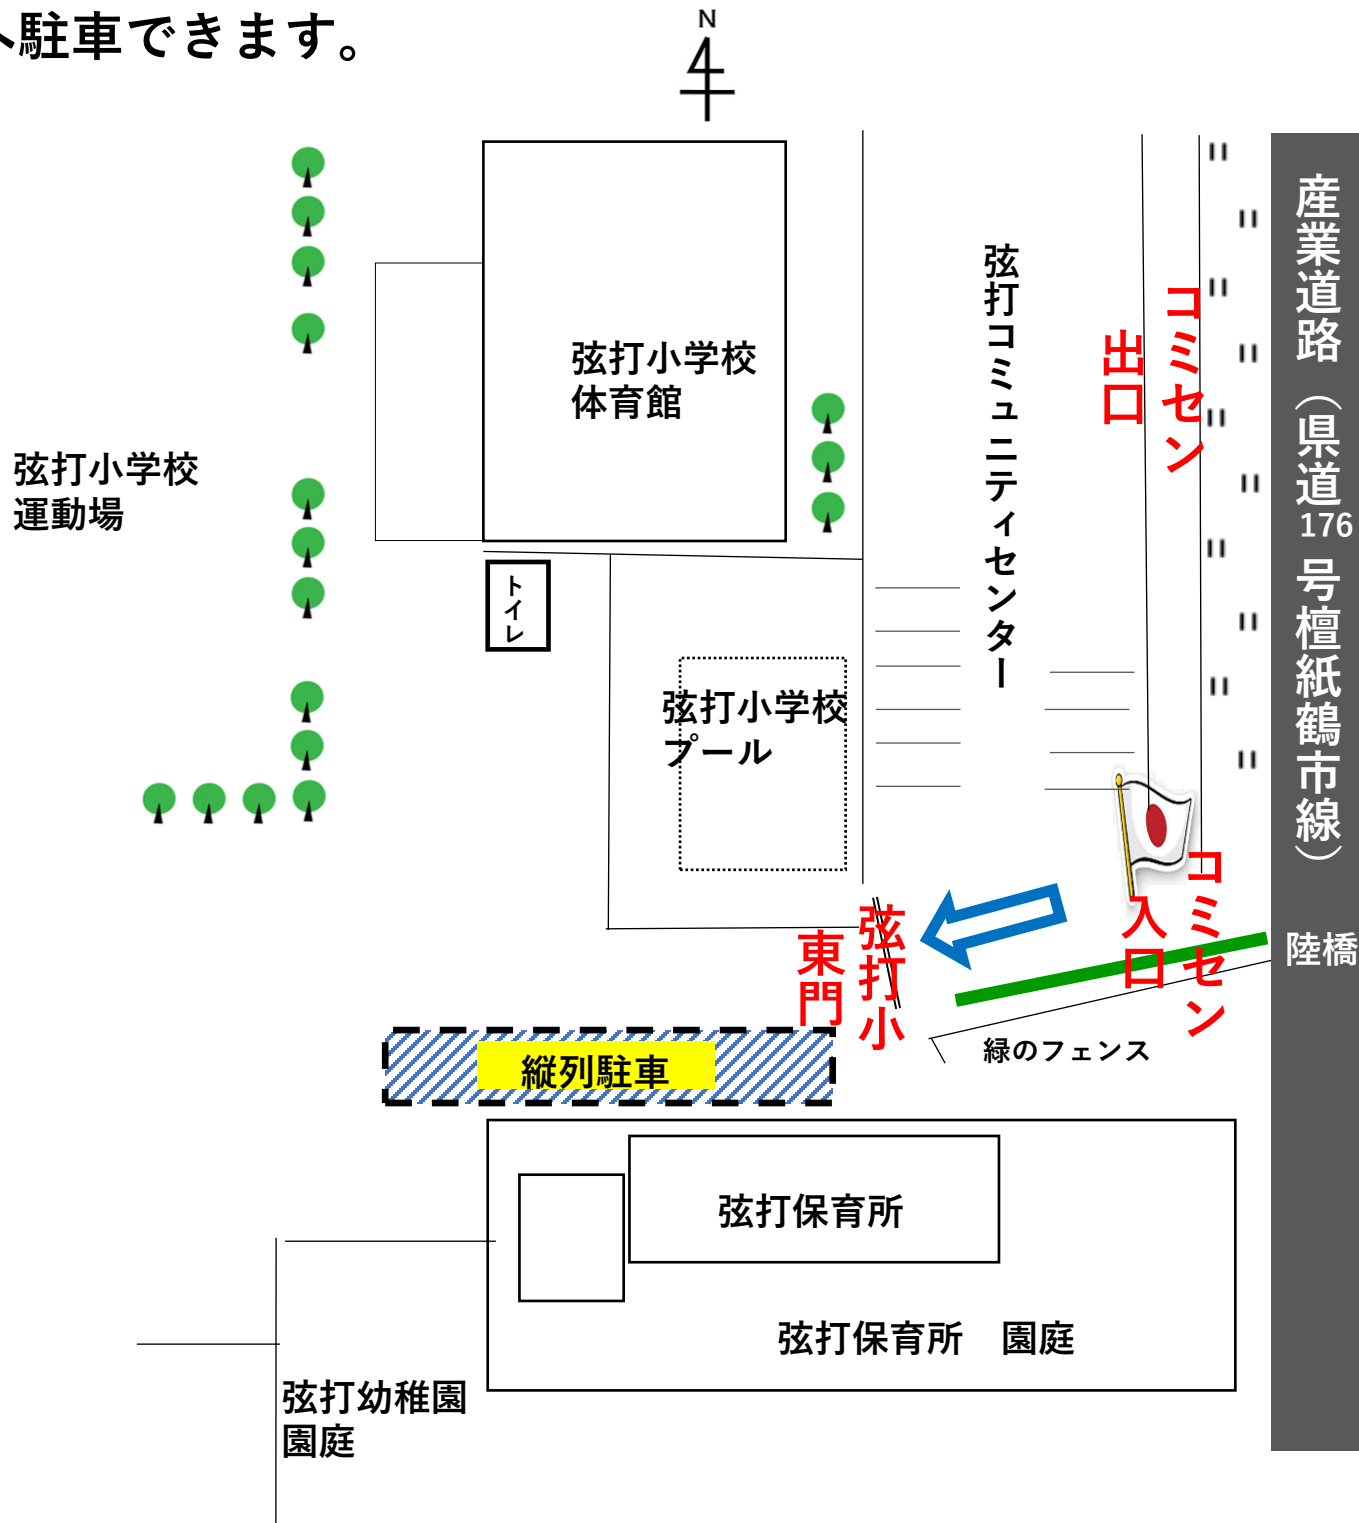 へ駐車できます。
N
産業道路（県道176号檀紙鶴市線）
弦打コミュニティセンター
コミセン
出口
弦打小学校
体育館
弦打小学校
運動場
トイレ
弦打小学校
プール
コミセン
入口
弦打小
東門
陸橋
緑のフェンス
縦列駐車
弦打保育所
弦打保育所　園庭
弦打幼稚園
園庭